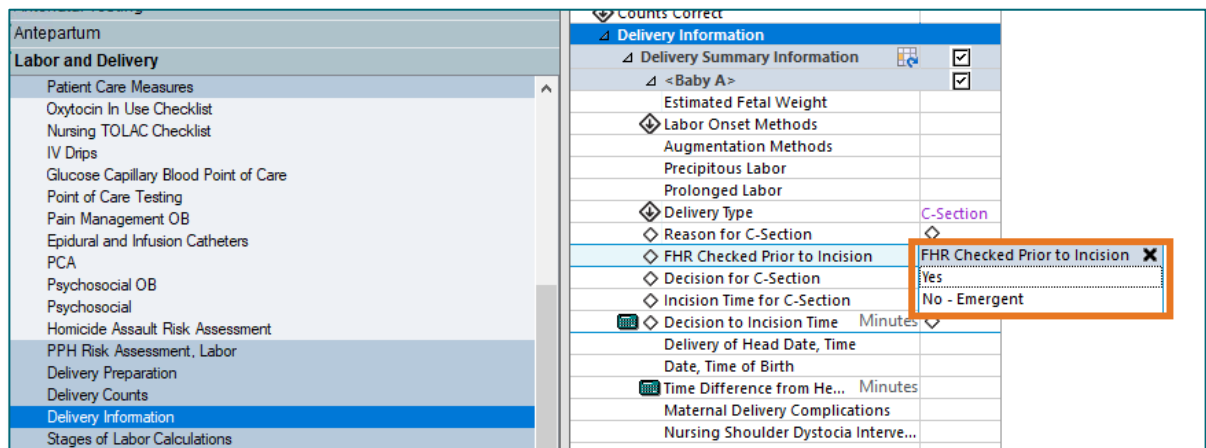 Antepartum
Labor and Delivery
Patient Care Measures
Oxytocin In Use Checklist
Nursing TOLAC Checklist
IV Drips
Glucose Capillary Blood Point of Care
Point of Care Testing
Pain Management OB
Epidural and Infusion Catheters
PCA
Psychosocial OB
Psychosocial
Homicide Assault Risk Assessment
PPH Risk Assessment, Labor
Delivery Preparation
Delivery Counts
Delivery Information
Stages of Labor Calculations
Counts Correct
Delivery Information
Delivery Summary Information
<Baby A>
Estimated Fetal Weight
Labor Onset Methods
Augmentation Methods
Precipitous Labor
Prolonged Labor
Delivery Type C-Section
Reason for C-Section
FHR Checked Prior to Incision
Decision for C-Section
Incision Time for C-Section
Decision to Incision Time Minutes
Delivery of Head Date, Time
Date, Time of Birth
Time Difference from He... Minutes
Maternal Delivery Complications
Nursing Shoulder Dystocia Interve...
FHR Checked Prior to Incision
Yes
No - Emergent